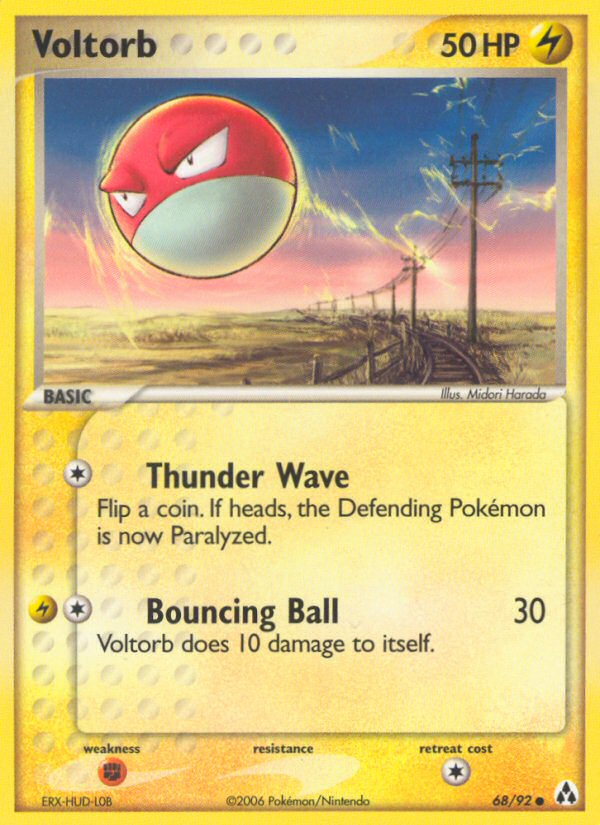 Voltorb 50 HP
BASIC
Illus. Midori Harada
Thunder Wave
Flip a coin. If heads, the Defending Pokémon
is now Paralyzed.
Bouncing Ball 30
Voltorb does 10 damage to itself.
weakness resistance retreat cost
ERX-HUD-L0B ©2006 Pokémon/Nintendo 68/92